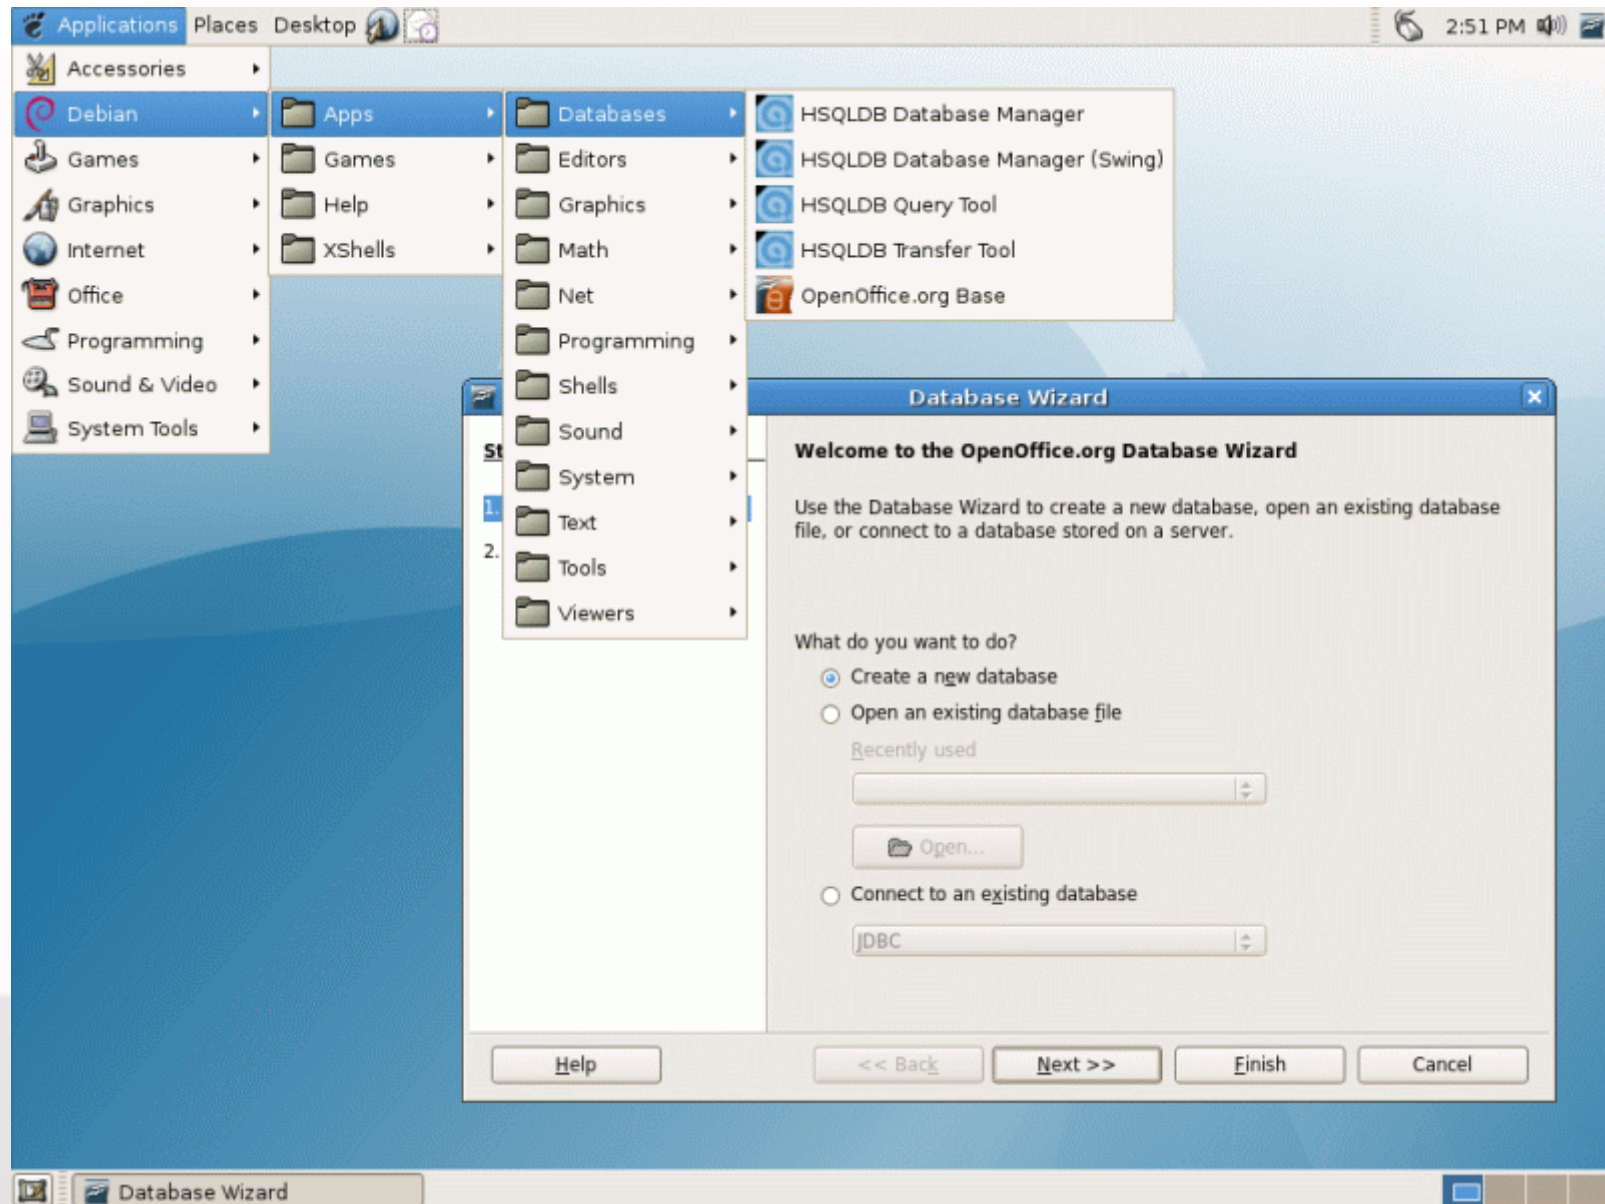 Applications Places Desktop
2:51 PM
Accessories
Debian
Games
Graphics
Internet
Office
Programming
Sound & Video
System Tools
Apps
Games
Help
XShells
Databases
Editors
Graphics
Math
Net
Programming
Shells
Sound
System
Text
Tools
Viewers
HSQLDB Database Manager
HSQLDB Database Manager (Swing)
HSQLDB Query Tool
HSQLDB Transfer Tool
OpenOffice.org Base
Database Wizard
St
1.
2.
Welcome to the OpenOffice.org Database Wizard
Use the Database Wizard to create a new database, open an existing database
file, or connect to a database stored on a server.
What do you want to do?
Create a new database
Open an existing database file
Recently used
Open...
Connect to an existing database
JDBC
Help
<< Back
Next >>
Finish
Cancel
Database Wizard